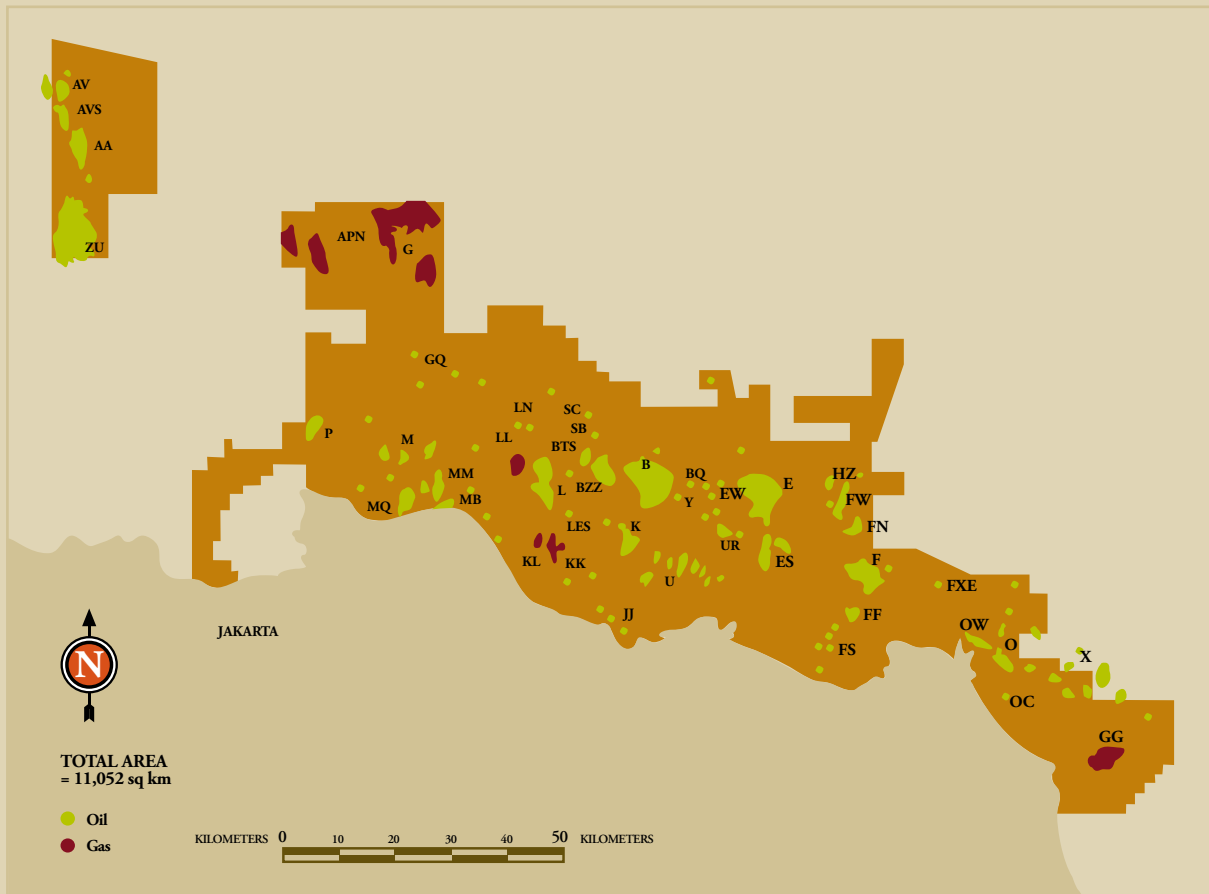 AV
AVS
AA
ZU
APN
G
GQ
LN
SC
SB
P
M
LL
BTS
MM
MQ
MB
L
BZZ
B
BQ
Y
EW
E
HZ
FW
FN
LES
K
UR
ES
KL
KK
U
F
FXE
JJ
FF
FS
OW
O
X
OC
GG
JAKARTA
N
TOTAL AREA
= 11,052 sq km
Oil
Gas
KILOMETERS 0 10 20 30 40 50 KILOMETERS